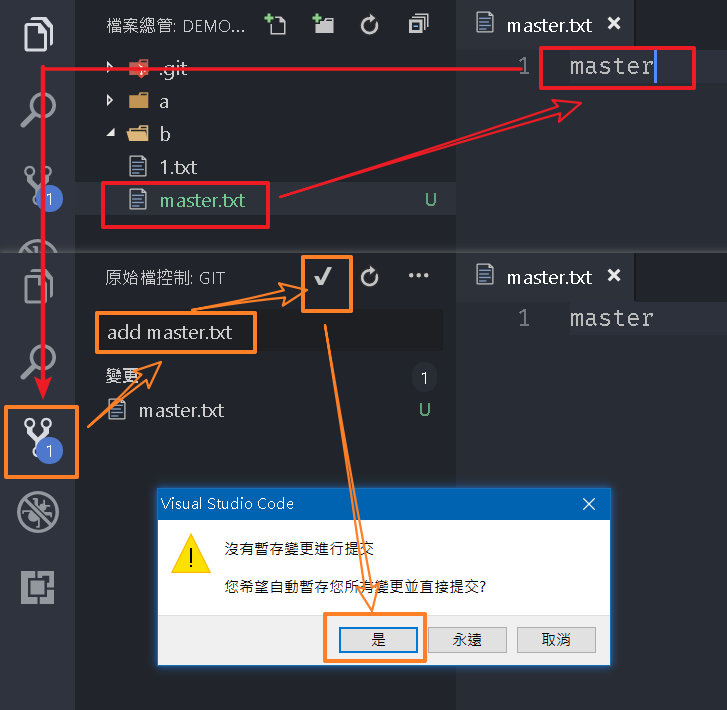 檔案總管: DEMO...
master.txt
.git
a
b
1.txt
master.txt
U
1
1
master
原始檔控制: GIT
add master.txt
變更
1
master.txt
U
master.txt
1
master
1
Visual Studio Code
沒有暫存變更進行提交
您希望自動暫存您所有變更並直接提交?
是
永遠
取消